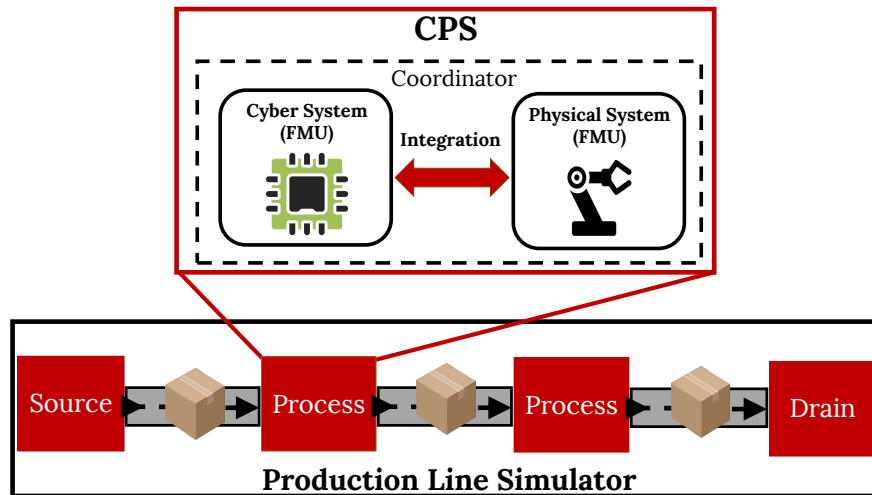 CPS
Coordinator
Cyber System
(FMU)
Integration
Physical System
(FMU)
Source
Process
Process
Drain
Production Line Simulator